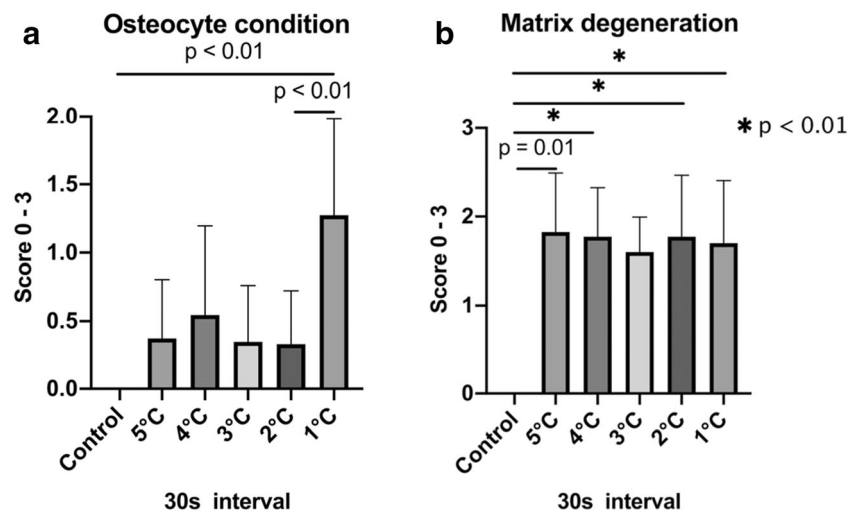 a
Osteocyte condition
p < 0.01
p < 0.01
2.0
1.5
1.0
0.5
0.0
Score 0 - 3
Control
5°C
4°C
3°C
2°C
1°C
30s interval
b
Matrix degeneration
*
*
*
p = 0.01
* p < 0.01
3
2
1
0
Score 0 - 3
Control
5°C
4°C
3°C
2°C
1°C
30s interval